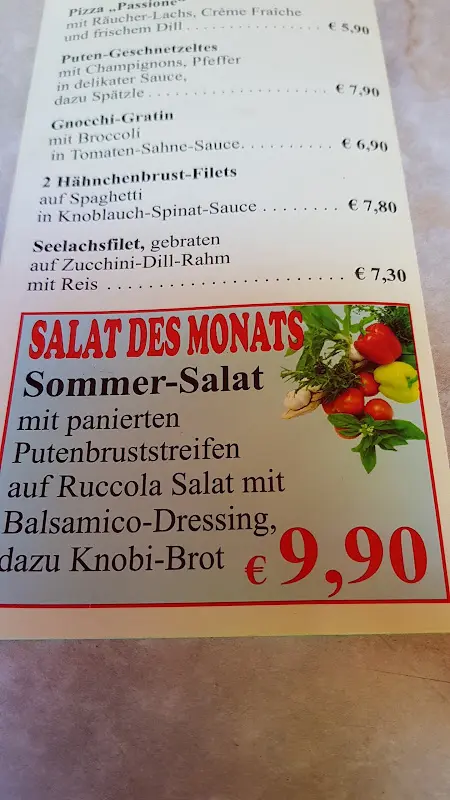 Pizza „Passione"
mit Räucher-Lachs, Crême Fraîche
und frischem Dill . . . . . . . . . . . . . . . . . . . . . € 5,90
Puten-Geschnetzeltes
mit Champignons, Pfeffer
in delikater Sauce,
dazu Spätzle . . . . . . . . . . . . . . . . . . . . . . . . € 7,90
Gnocchi-Gratin
mit Broccoli
in Tomaten-Sahne-Sauce. . . . . . . . . . . . € 6,90
2 Hähnchenbrust-Filets
auf Spaghetti
in Knoblauch-Spinat-Sauce . . . . . . . . € 7,80
Seelachsfilet, gebraten
auf Zucchini-Dill-Rahm
mit Reis . . . . . . . . . . . . . . . . . . . . . . . . € 7,30
SALAT DES MONATS
Sommer-Salat
mit panierten
Putenbruststreifen
auf Ruccola Salat mit
Balsamico-Dressing,
dazu Knobi-Brot € 9,90